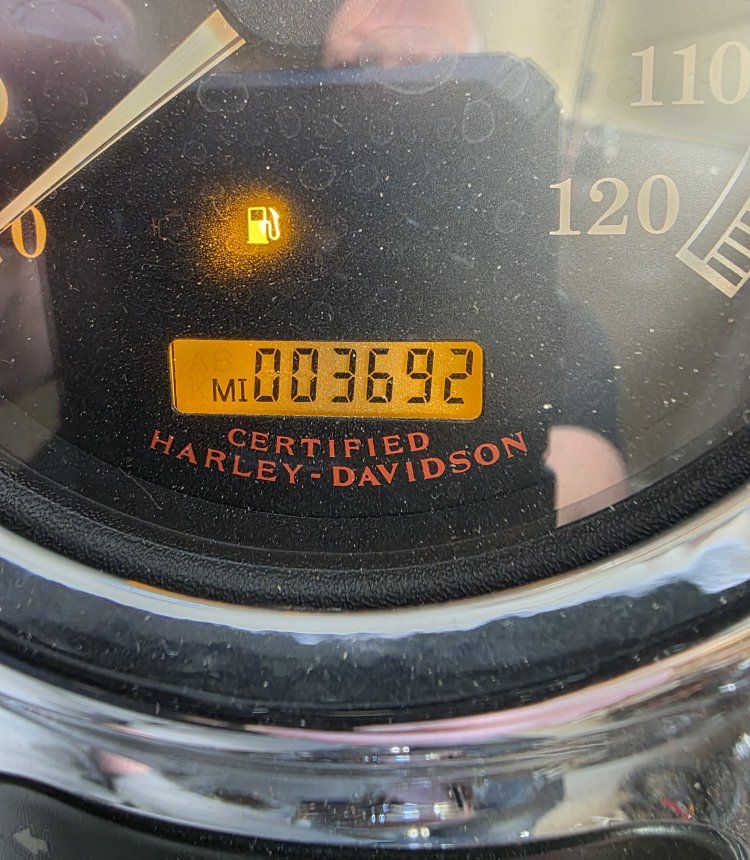 110
120
MI 003692
CERTIFIED
HARLEY-DAVIDSON